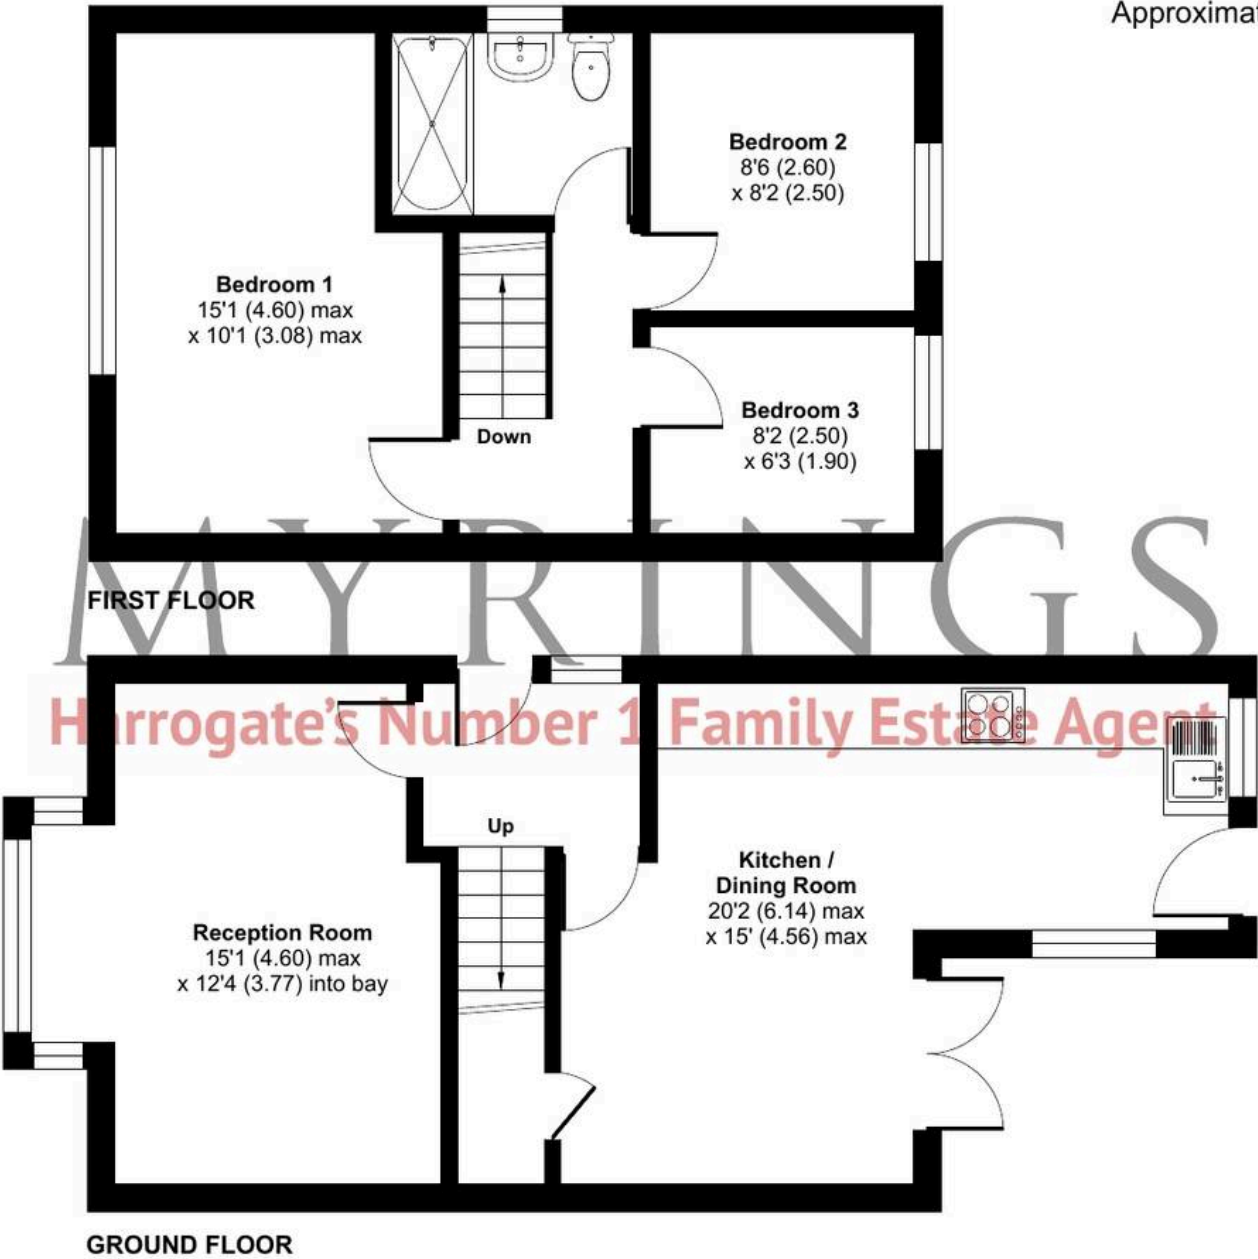 Approximat
Bedroom 2
8'6 (2.60)
x 8'2 (2.50)
Bedroom 1
15'1 (4.60) max
x 10'1 (3.08) max
Bedroom 3
8'2 (2.50)
x 6'3 (1.90)
Down
MYRINGS
FIRST FLOOR
Harrogate's Number 1 Family Estate Agent
Up
Kitchen /
Dining Room
20'2 (6.14) max
x 15' (4.56) max
Reception Room
15'1 (4.60) max
x 12'4 (3.77) into bay
GROUND FLOOR